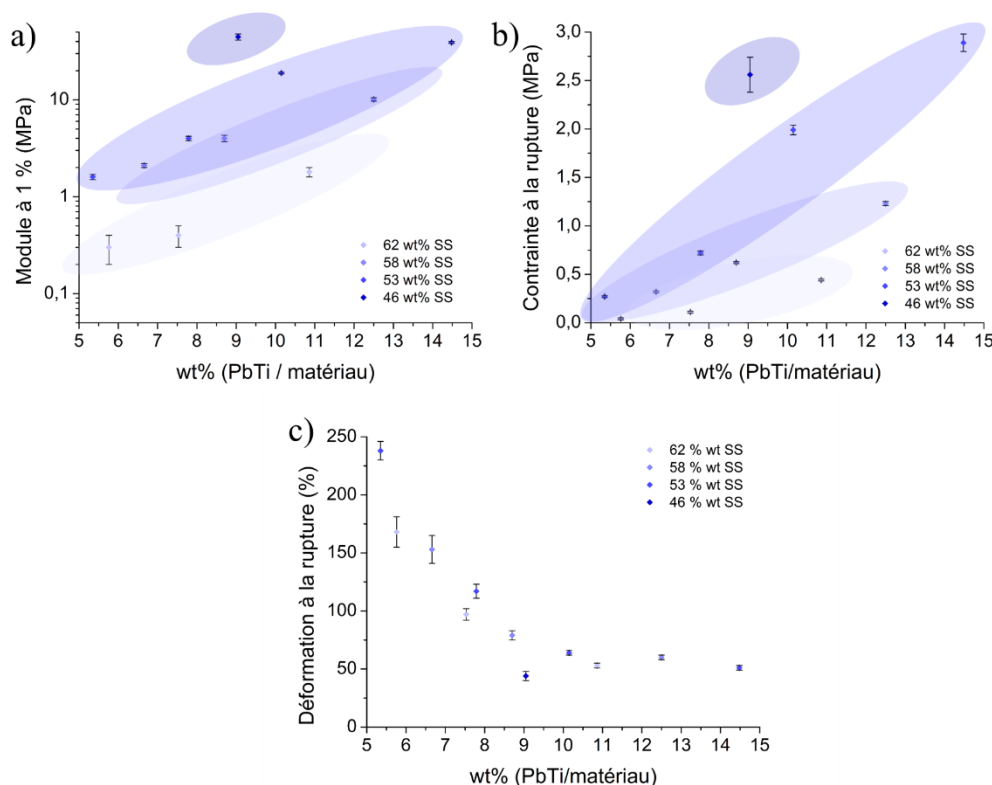 a)
Module à 1 % (MPa)
10
1
0,1
5 6 7 8 9 10 11 12 13 14 15
wt% (PbTi / matériau)
62 wt% SS
58 wt% SS
53 wt% SS
46 wt% SS
b)
Contrainte à la rupture (MPa)
3,0
2,5
2,0
1,5
1,0
0,5
0,0
5 6 7 8 9 10 11 12 13 14 15
wt% (PbTi/matériau)
62 wt% SS
58 wt% SS
53 wt% SS
46 wt% SS
c)
Déformation à la rupture (%)
250
200
150
100
50
0
5 6 7 8 9 10 11 12 13 14 15
wt% (PbTi/matériau)
62 % wt SS
58 % wt SS
53 % wt SS
46 % wt SS